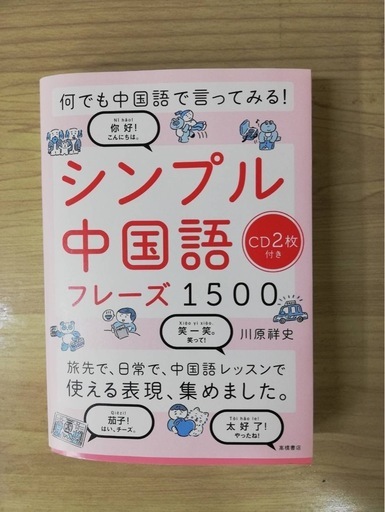 何でも中国語で言ってみる!
Nǐ hǎo!
你好!
こんにちは。
シンプル
中国語
CD2枚
付き
フレーズ1500
xiào yi xiào.
笑一笑。
笑って!
川原祥史
旅先で、日常で、中国語レッスンで
使える表現、集めました。
Qiézi!
茄子!
はい、チーズ。
Tài hǎo le!
太好了!
やったね!
高橋書店